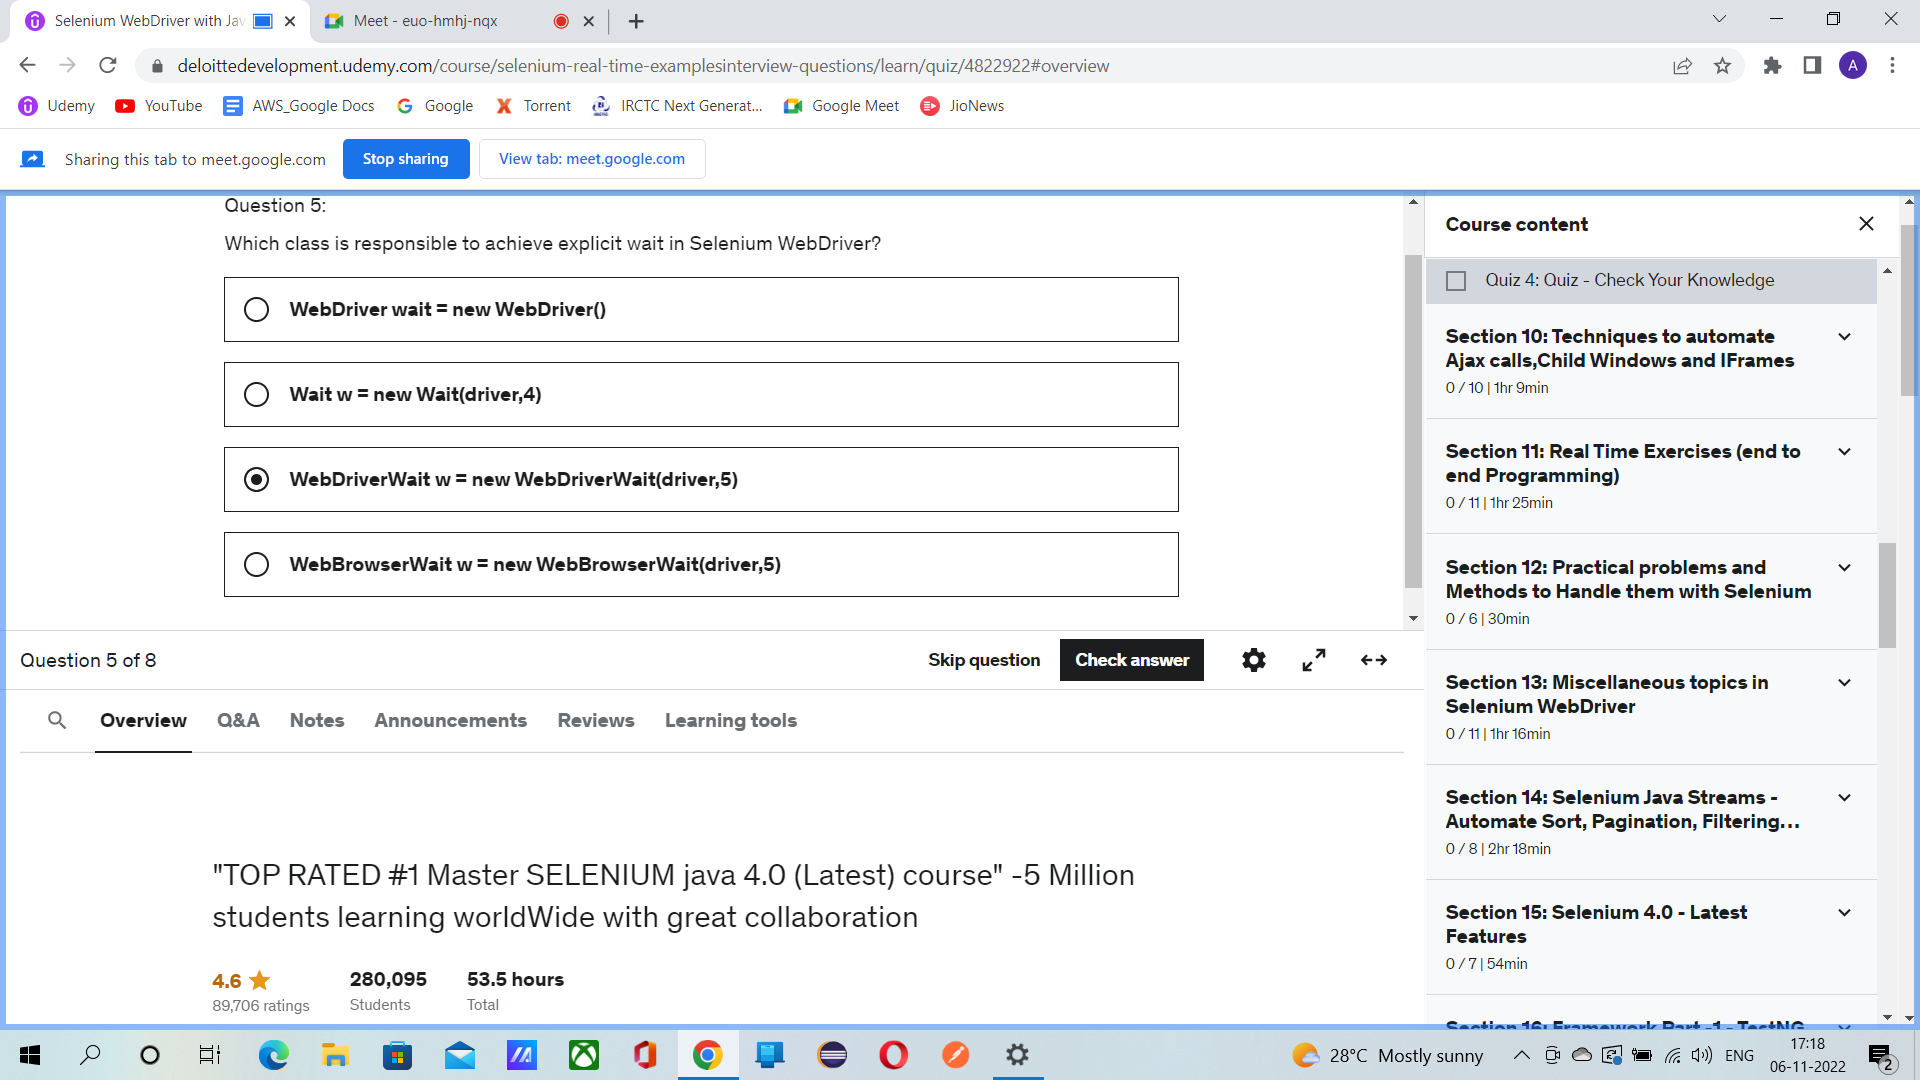 Selenium WebDriver with Jav
Meet - euo-hmhj-nqx
deloittedevelopment.udemy.com/course/selenium-real-time-examplesinterview-questions/learn/quiz/4822922#overview
A
Udemy
YouTube
AWS_Google Docs
Google
Torrent
IRCTC Next Generat...
Google Meet
JioNews
Sharing this tab to meet.google.com
Stop sharing
View tab: meet.google.com
Question 5:
Which class is responsible to achieve explicit wait in Selenium WebDriver?
WebDriver wait = new WebDriver()
Wait w = new Wait(driver,4)
WebDriverWait w = new WebDriverWait(driver,5)
WebBrowserWait w = new WebBrowserWait(driver,5)
Question 5 of 8
Skip question
Check answer
Overview
Q&A
Notes
Announcements
Reviews
Learning tools
"TOP RATED #1 Master SELENIUM java 4.0 (Latest) course" -5 Million
students learning worldWide with great collaboration
4.6
280,095
53.5 hours
89,706 ratings
Students
Total
Course content
Quiz 4: Quiz - Check Your Knowledge
Section 10: Techniques to automate
Ajax calls,Child Windows and IFrames
0 / 10 | 1hr 9min
Section 11: Real Time Exercises (end to
end Programming)
0 / 11 | 1hr 25min
Section 12: Practical problems and
Methods to Handle them with Selenium
0 / 6 | 30min
Section 13: Miscellaneous topics in
Selenium WebDriver
0 / 11 | 1hr 16min
Section 14: Selenium Java Streams -
Automate Sort, Pagination, Filtering...
0 / 8 | 2hr 18min
Section 15: Selenium 4.0 - Latest
Features
0 / 7 | 54min
Section 16: Framework Part -1 - TestNG
28°C Mostly sunny
ENG
17:18
06-11-2022
2